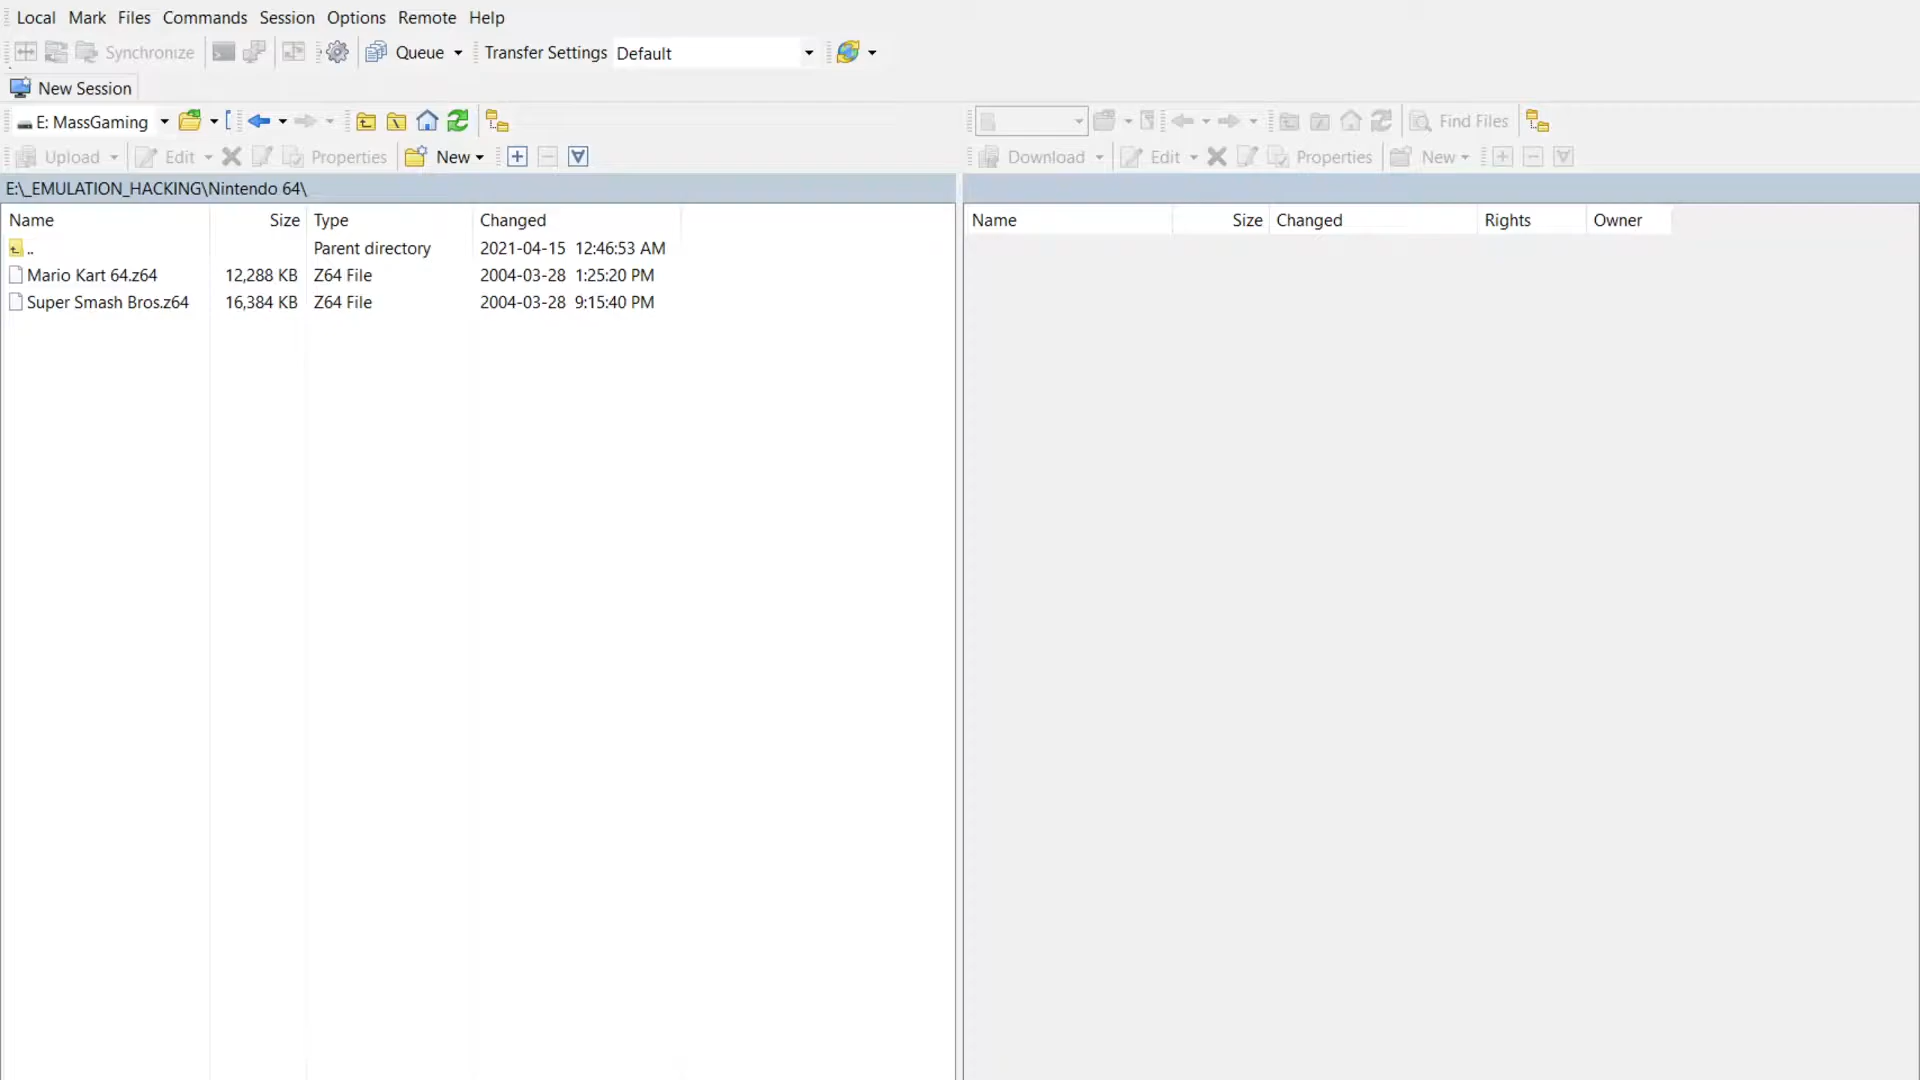 Local Mark Files Commands Session Options Remote Help
Synchronize Queue Transfer Settings Default
New Session
E: MassGaming Find Files
Upload Edit Properties New Download Edit Properties New
E:\_EMULATION_HACKING\Nintendo 64\
Name Size Type Changed Name Size Changed Rights Owner
.. Parent directory 2021-04-15 12:46:53 AM
Mario Kart 64.z64 12,288 KB Z64 File 2004-03-28 1:25:20 PM
Super Smash Bros.z64 16,384 KB Z64 File 2004-03-28 9:15:40 PM